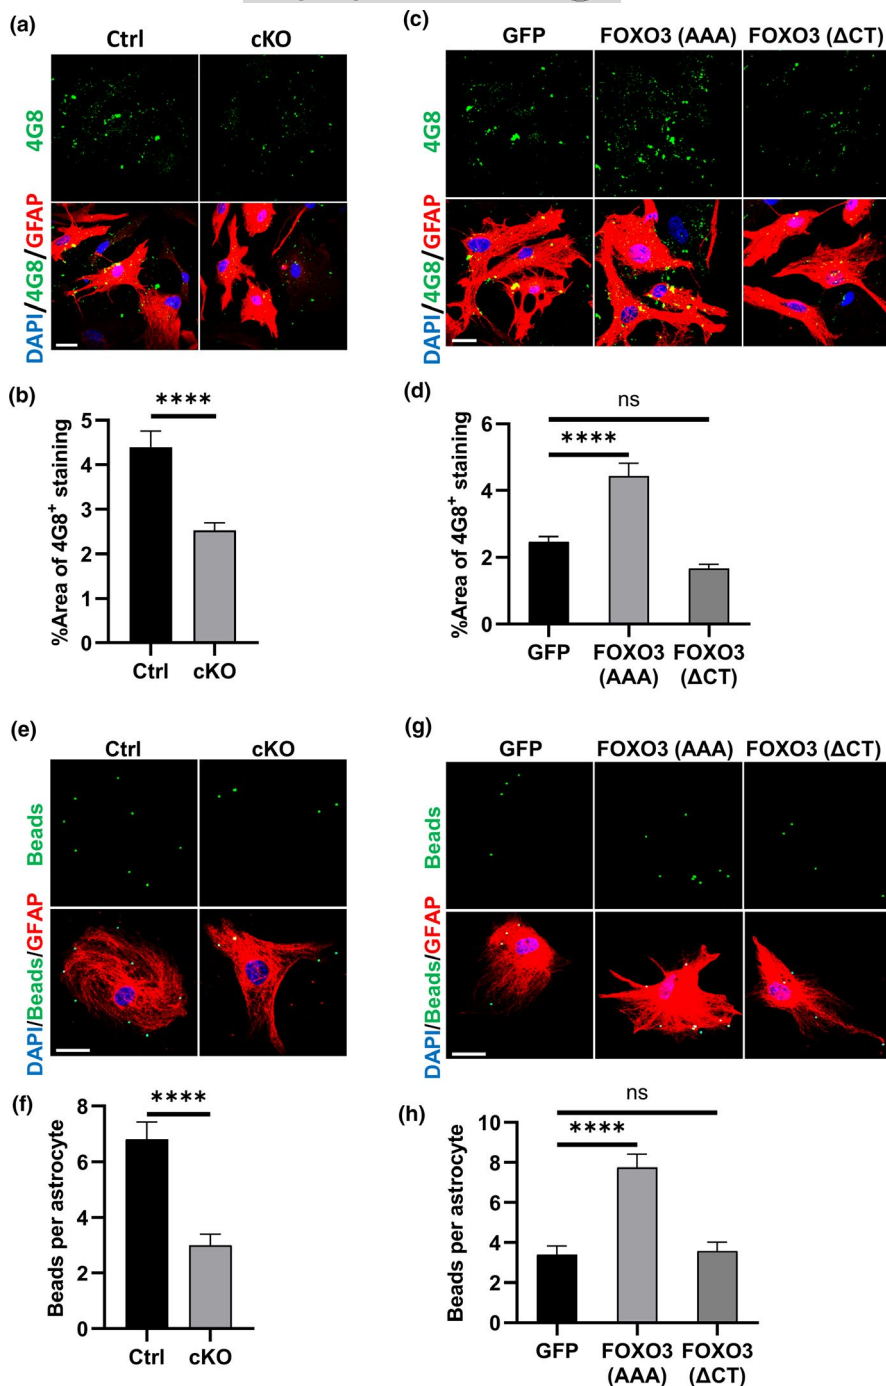 (a)
Ctrl cKO
4G8
DAPI/4G8/GFAP
(c)
GFP FOXO3 (AAA) FOXO3 (ΔCT)
4G8
DAPI/4G8/GFAP
(b)
****
%Area of 4G8⁺ staining
5
4
3
2
1
0
Ctrl cKO
(d)
ns
****
%Area of 4G8⁺ staining
6
4
2
0
GFP FOXO3 FOXO3
(AAA) (ΔCT)
(e)
Ctrl cKO
Beads
DAPI/Beads/GFAP
(g)
GFP FOXO3 (AAA) FOXO3 (ΔCT)
Beads
DAPI/Beads/GFAP
(f)
****
Beads per astrocyte
8
6
4
2
0
Ctrl cKO
(h)
ns
****
Beads per astrocyte
10
8
6
4
2
0
GFP FOXO3 FOXO3
(AAA) (ΔCT)